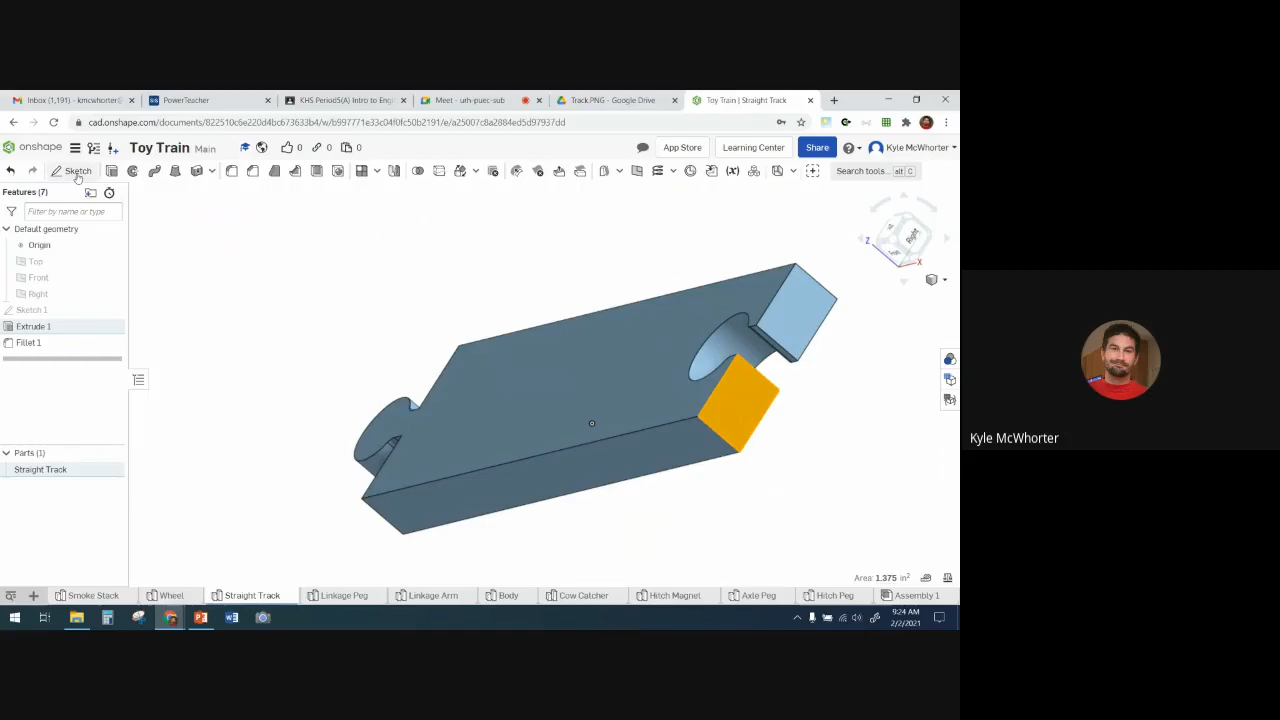 Inbox (1,191) - kmcwhorter@
PowerTeacher
KHS Period5(A) Intro to Engi
Meet - urh-puec-sub
Track.PNG - Google Drive
Toy Train | Straight Track
cad.onshape.com/documents/822510c6e220d4bc673633b4/w/b997771e33c04f0fc50b2191/e/a25007c8a2884ed5d97937dd
onshape
Toy Train Main
0
0
0
App Store
Learning Center
Share
Kyle McWhorter
Sketch
Search tools... alt C
Features (7)
Filter by name or type
Default geometry
Origin
Top
Front
Right
Sketch 1
Extrude 1
Fillet 1
Z
Right
X
Kyle McWhorter
Parts (1)
Straight Track
Area: 1.375 in²
Smoke Stack
Wheel
Straight Track
Linkage Peg
Linkage Arm
Body
Cow Catcher
Hitch Magnet
Axle Peg
Hitch Peg
Assembly 1
9:24 AM
2/2/2021